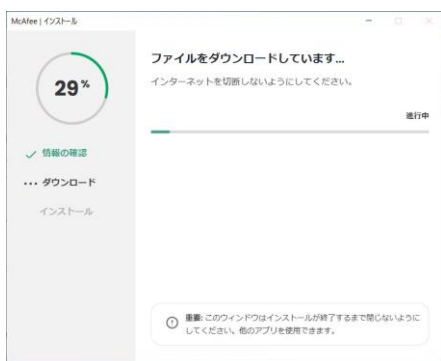 McAfee | インストール
29%
ファイルをダウンロードしています...
インターネットを切断しないようにしてください。
進行中
情報の確認
ダウンロード
インストール
重要: このウィンドウはインストールが終了するまで閉じないように
してください。他のアプリを使用できます。